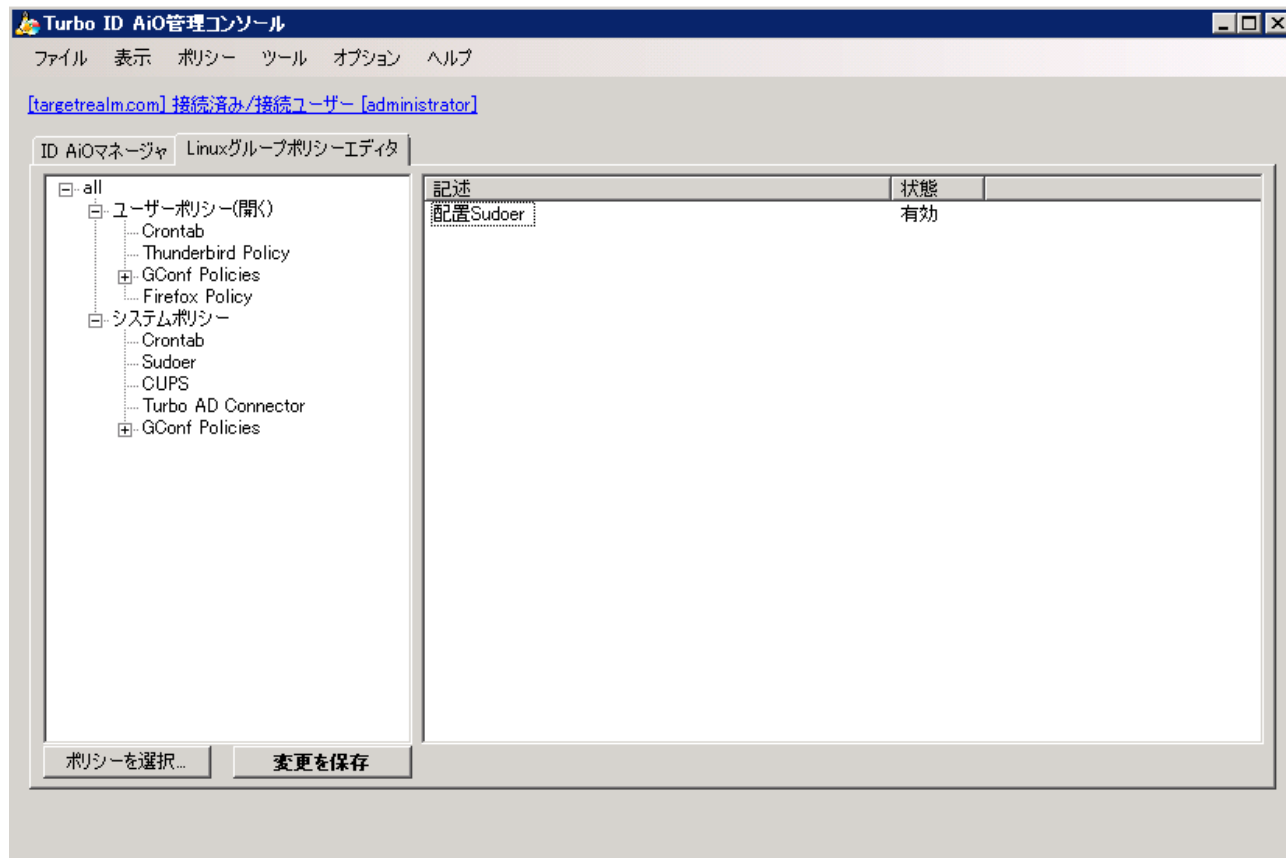 Turbo ID AiO管理コンソール
ファイル 表示 ポリシー ツール オプション ヘルプ
[targetrealm.com] 接続済み/接続ユーザー [administrator]
ID AiOマネージャ Linuxグループポリシーエディタ
all
ユーザーポリシー(開く)
Crontab
Thunderbird Policy
GConf Policies
Firefox Policy
システムポリシー
Crontab
Sudoer
CUPS
Turbo AD Connector
GConf Policies
記述 状態
配置Sudoer 有効
ポリシーを選択... 変更を保存